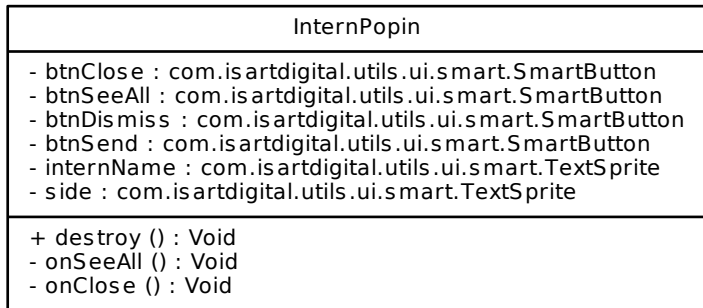 InternPopin
- btnClose : com.isartdigital.utils.ui.smart.SmartButton
- btnSeeAll : com.isartdigital.utils.ui.smart.SmartButton
- btnDismiss : com.isartdigital.utils.ui.smart.SmartButton
- btnSend : com.isartdigital.utils.ui.smart.SmartButton
- internName : com.isartdigital.utils.ui.smart.TextSprite
- side : com.isartdigital.utils.ui.smart.TextSprite
+ destroy () : Void
- onSeeAll () : Void
- onClose () : Void